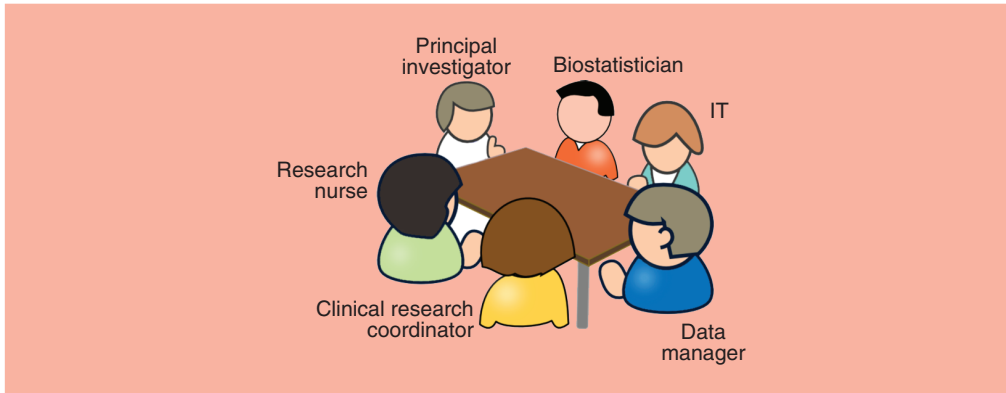 Principal
investigator
Biostatistician
IT
Research
nurse
Clinical research
coordinator
Data
manager